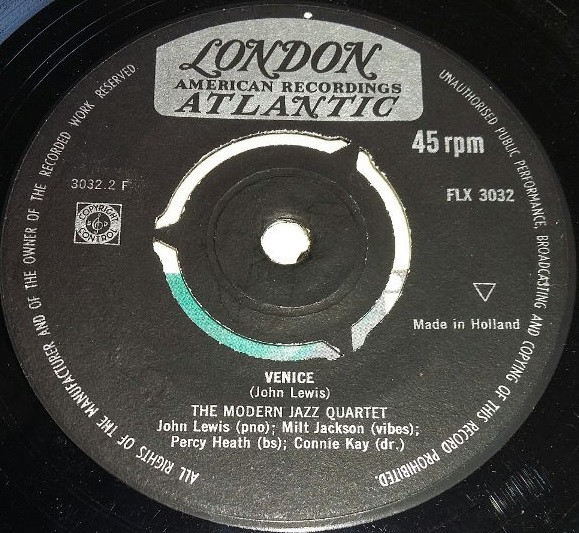 LONDON
AMERICAN RECORDINGS
ATLANTIC
ALL RIGHTS OF THE MANUFACTURER AND OF THE OWNER OF THE RECORDED WORK RESERVED.
UNAUTHORISED PUBLIC PERFORMANCE, BROADCASTING AND COPYING OF THIS RECORD PROHIBITED.
45 rpm
3032.2 F
FLX 3032
COPYRIGHT
CONTROL
Made in Holland
VENICE
(John Lewis)
THE MODERN JAZZ QUARTET
John Lewis (pno); Milt Jackson (vibes);
Percy Heath (bs); Connie Kay (dr.)